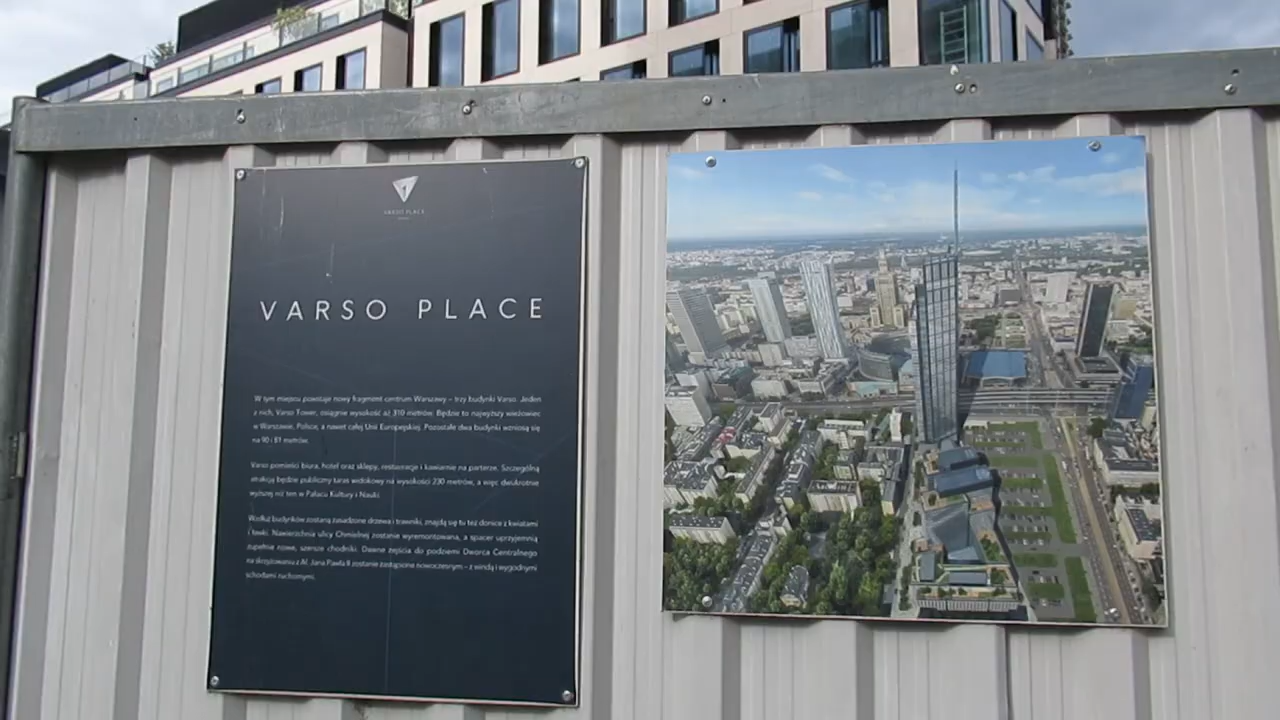 VARSO PLACE
VARSO PLACE
W tym miejscu powstaje nowy fragment centrum Warszawy – trzy budynki Varso. Jeden
z nich, Varso Tower, osiągnie wysokość aż 310 metrów. Będzie to najwyższy wieżowiec
w Warszawie, Polsce, a nawet całej Unii Europejskiej. Pozostałe dwa budynki wzniosą się
na 90 i 81 metrów.
Varso pomieści biura, hotel oraz sklepy, restauracje i kawiarnie na parterze. Szczególną
atrakcją będzie publiczny taras widokowy na wysokości 230 metrów, a więc dwukrotnie
wyższej niż ten w Pałacu Kultury i Nauki.
Wzdłuż budynków zostaną zasadzone drzewa i trawniki, znajdą się tu też donice z kwiatami
i ławki. Nawierzchnia ulicy Chmielnej zostanie wyremontowana, a spacer uprzyjemnią
zupełnie nowe, szersze chodniki. Dawne zejścia do podziemi Dworca Centralnego
na skrzyżowaniu z Al. Jana Pawła II zostanie zastąpione nowoczesnym – z windą i wygodnymi
schodami ruchomymi.